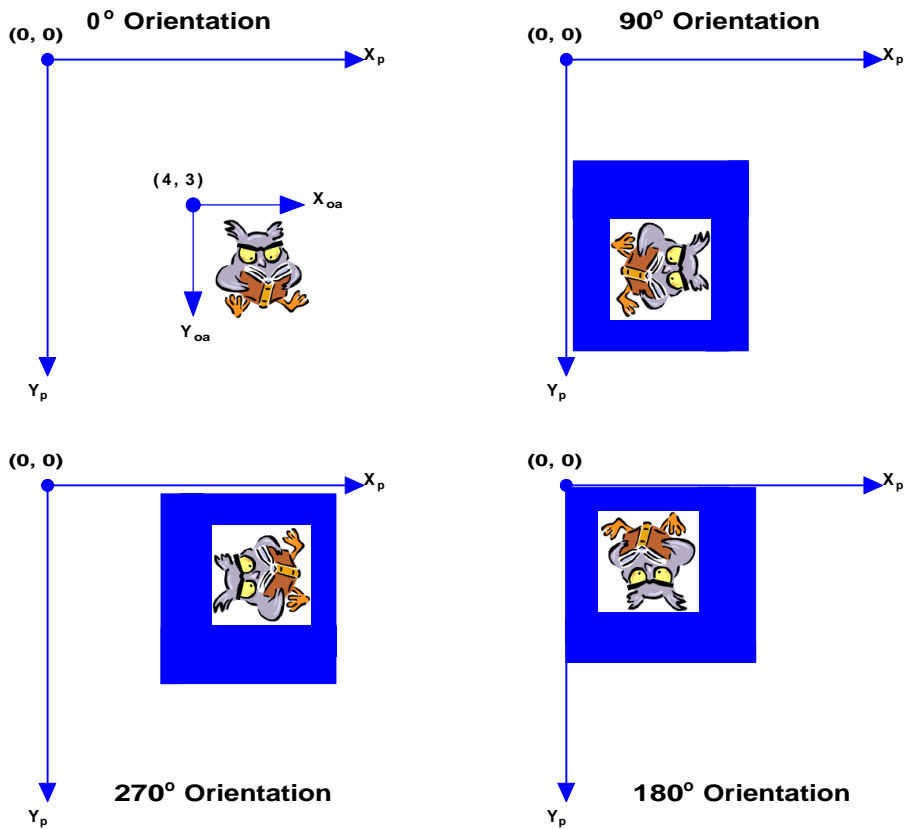 0° Orientation
(0, 0)
Xp
(4, 3)
Xoa
Yoa
Yp
90° Orientation
(0, 0)
Xp
Yp
(0, 0)
Xp
Yp
270° Orientation
(0, 0)
Xp
Yp
180° Orientation